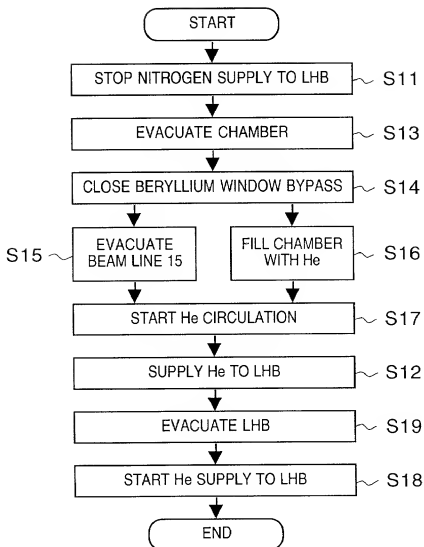 START
STOP NITROGEN SUPPLY TO LHB S11
EVACUATE CHAMBER S13
CLOSE BERYLLIUM WINDOW BYPASS S14
S15 EVACUATE
BEAM LINE 15
FILL CHAMBER
WITH He S16
START He CIRCULATION S17
SUPPLY He TO LHB S12
EVACUATE LHB S19
START He SUPPLY TO LHB S18
END